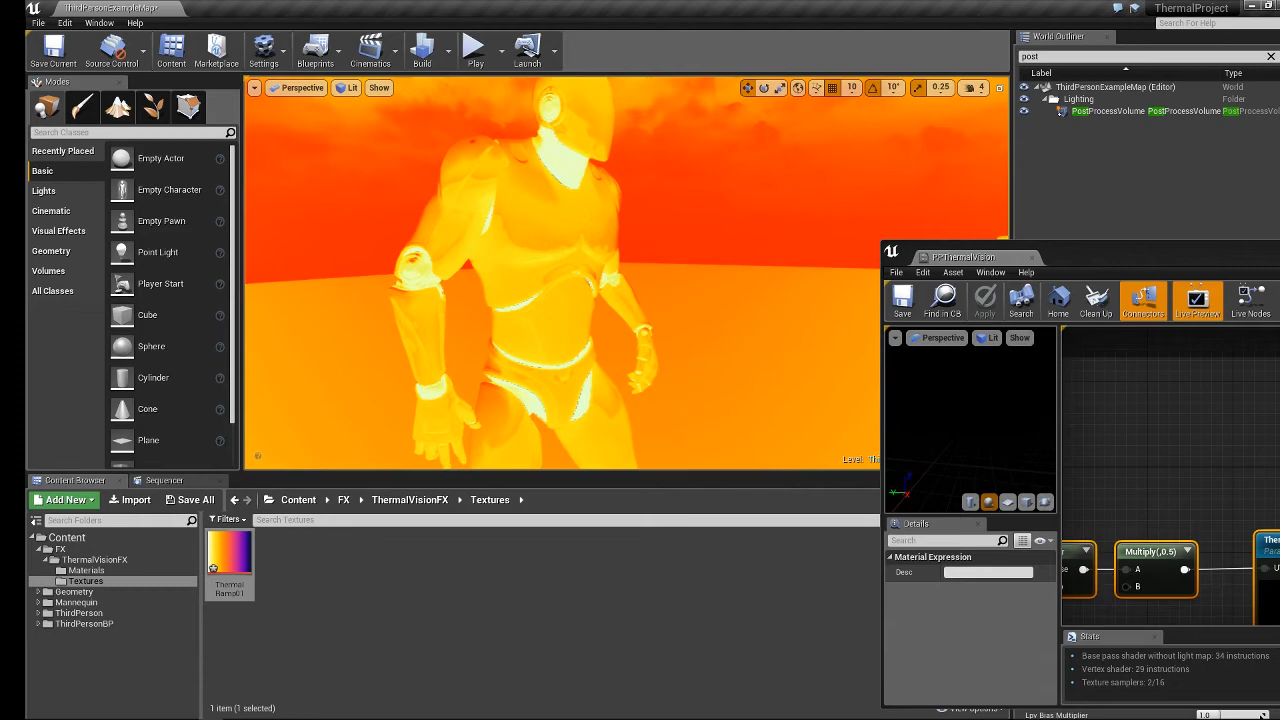 ThirdPersonExampleMap*
ThermalProject
File Edit Window Help
Search For Help
Save Current Source Control Content Marketplace Settings Blueprints Cinematics Build Play Launch
World Outliner
post
Label Type
ThirdPersonExampleMap (Editor) World
Lighting Folder
PostProcessVolume PostProcessVolume PostProcessVol
Modes
Search Classes
Recently Placed
Basic
Lights
Cinematic
Visual Effects
Geometry
Volumes
All Classes
Empty Actor
Empty Character
Empty Pawn
Point Light
Player Start
Cube
Sphere
Cylinder
Cone
Plane
Perspective Lit Show
10 10° 0.25 4
Level: Thi
PPThermalVision
File Edit Asset Window Help
Save Find in CB Apply Search Home Clean Up Connectors Live Preview Live Nodes
Perspective Lit Show
Details
Search
Material Expression
Desc
Multiply(,0.5)
A
B
Ther
Para
U
Stats
Base pass shader without light map: 34 instructions
Vertex shader: 29 instructions
Texture samplers: 2/16
Lpv Bias Multiplier 1.0
Content Browser Sequencer
Add New Import Save All Content FX ThermalVisionFX Textures
Search Folders
Filters Search Textures
Content
FX
ThermalVisionFX
Materials
Textures
Geometry
Mannequin
ThirdPerson
ThirdPersonBP
Thermal
Ramp01
1 item (1 selected)
View Options